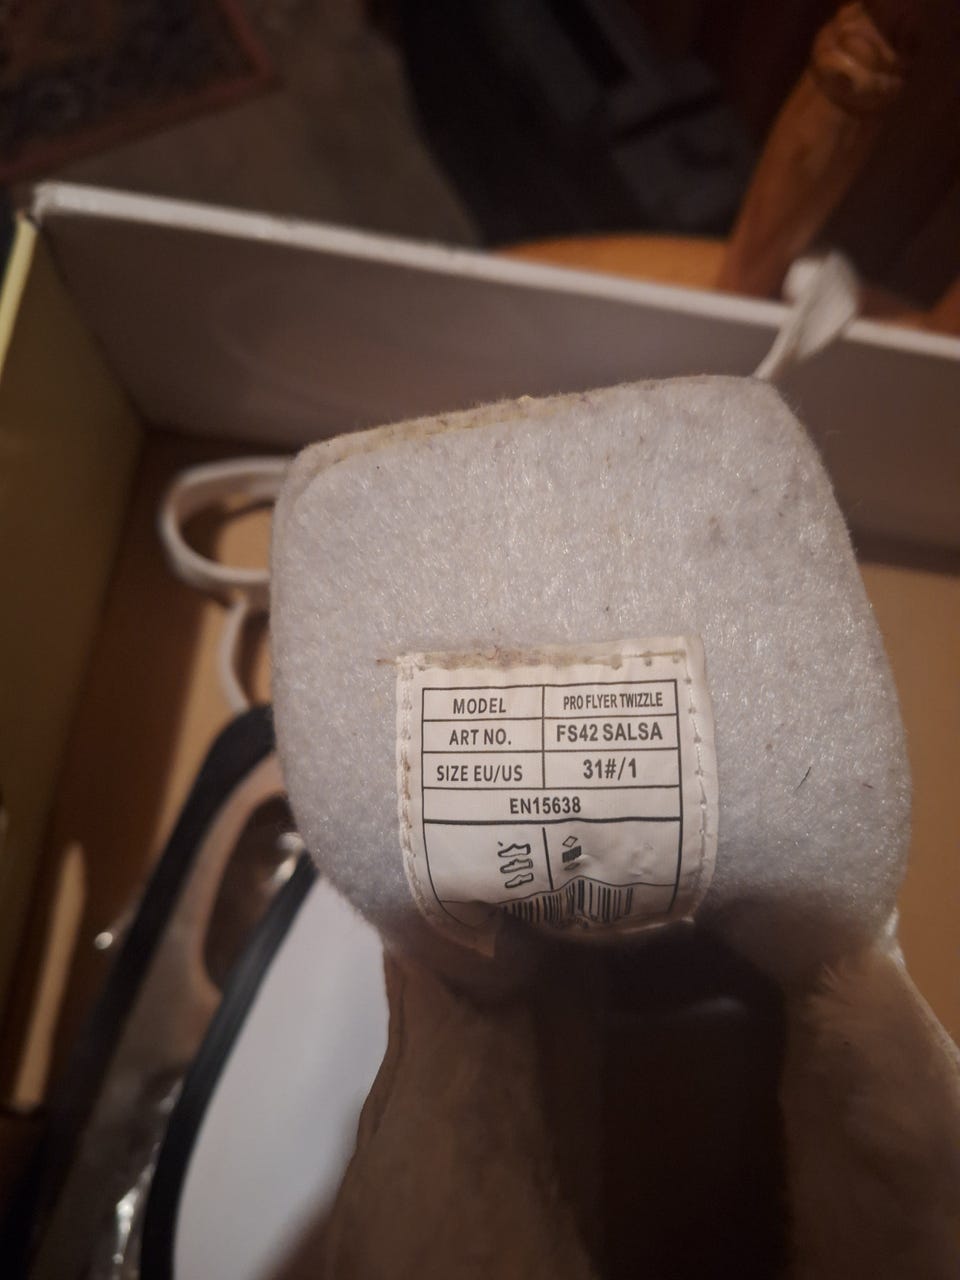 MODEL PRO FLYER TWIZZLE
ART NO. FS42 SALSA
SIZE EU/US 31#/1
EN15638